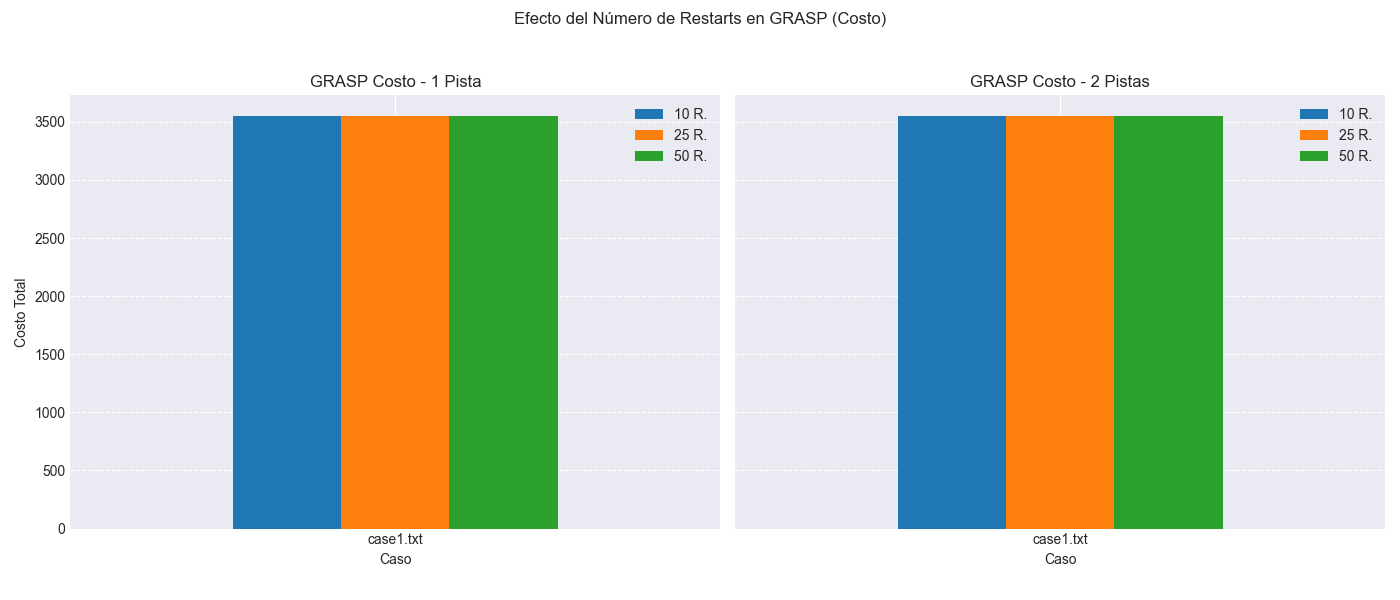 Efecto del Número de Restarts en GRASP (Costo)
GRASP Costo - 1 Pista
10 R.
25 R.
50 R.
Costo Total
3500
3000
2500
2000
1500
1000
500
0
case1.txt
Caso
GRASP Costo - 2 Pistas
10 R.
25 R.
50 R.
case1.txt
Caso